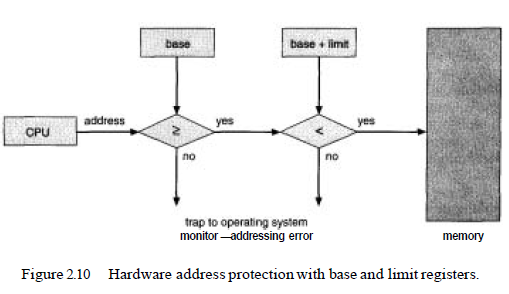 base
base + limit
CPU
address
≥
yes
<
yes
no
no
trap to operating system
monitor—addressing error
memory
Figure 2.10 Hardware address protection with base and limit registers.